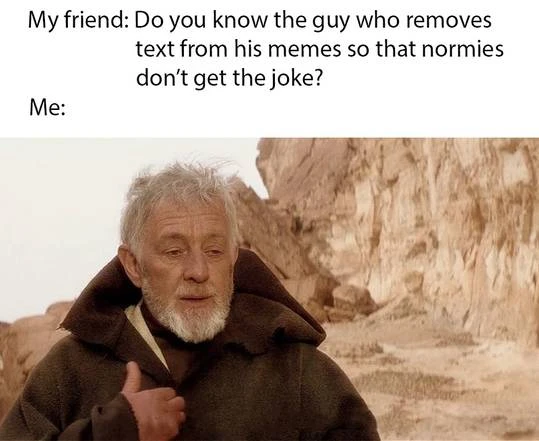 My friend: Do you know the guy who removes
text from his memes so that normies
don’t get the joke?
Me: